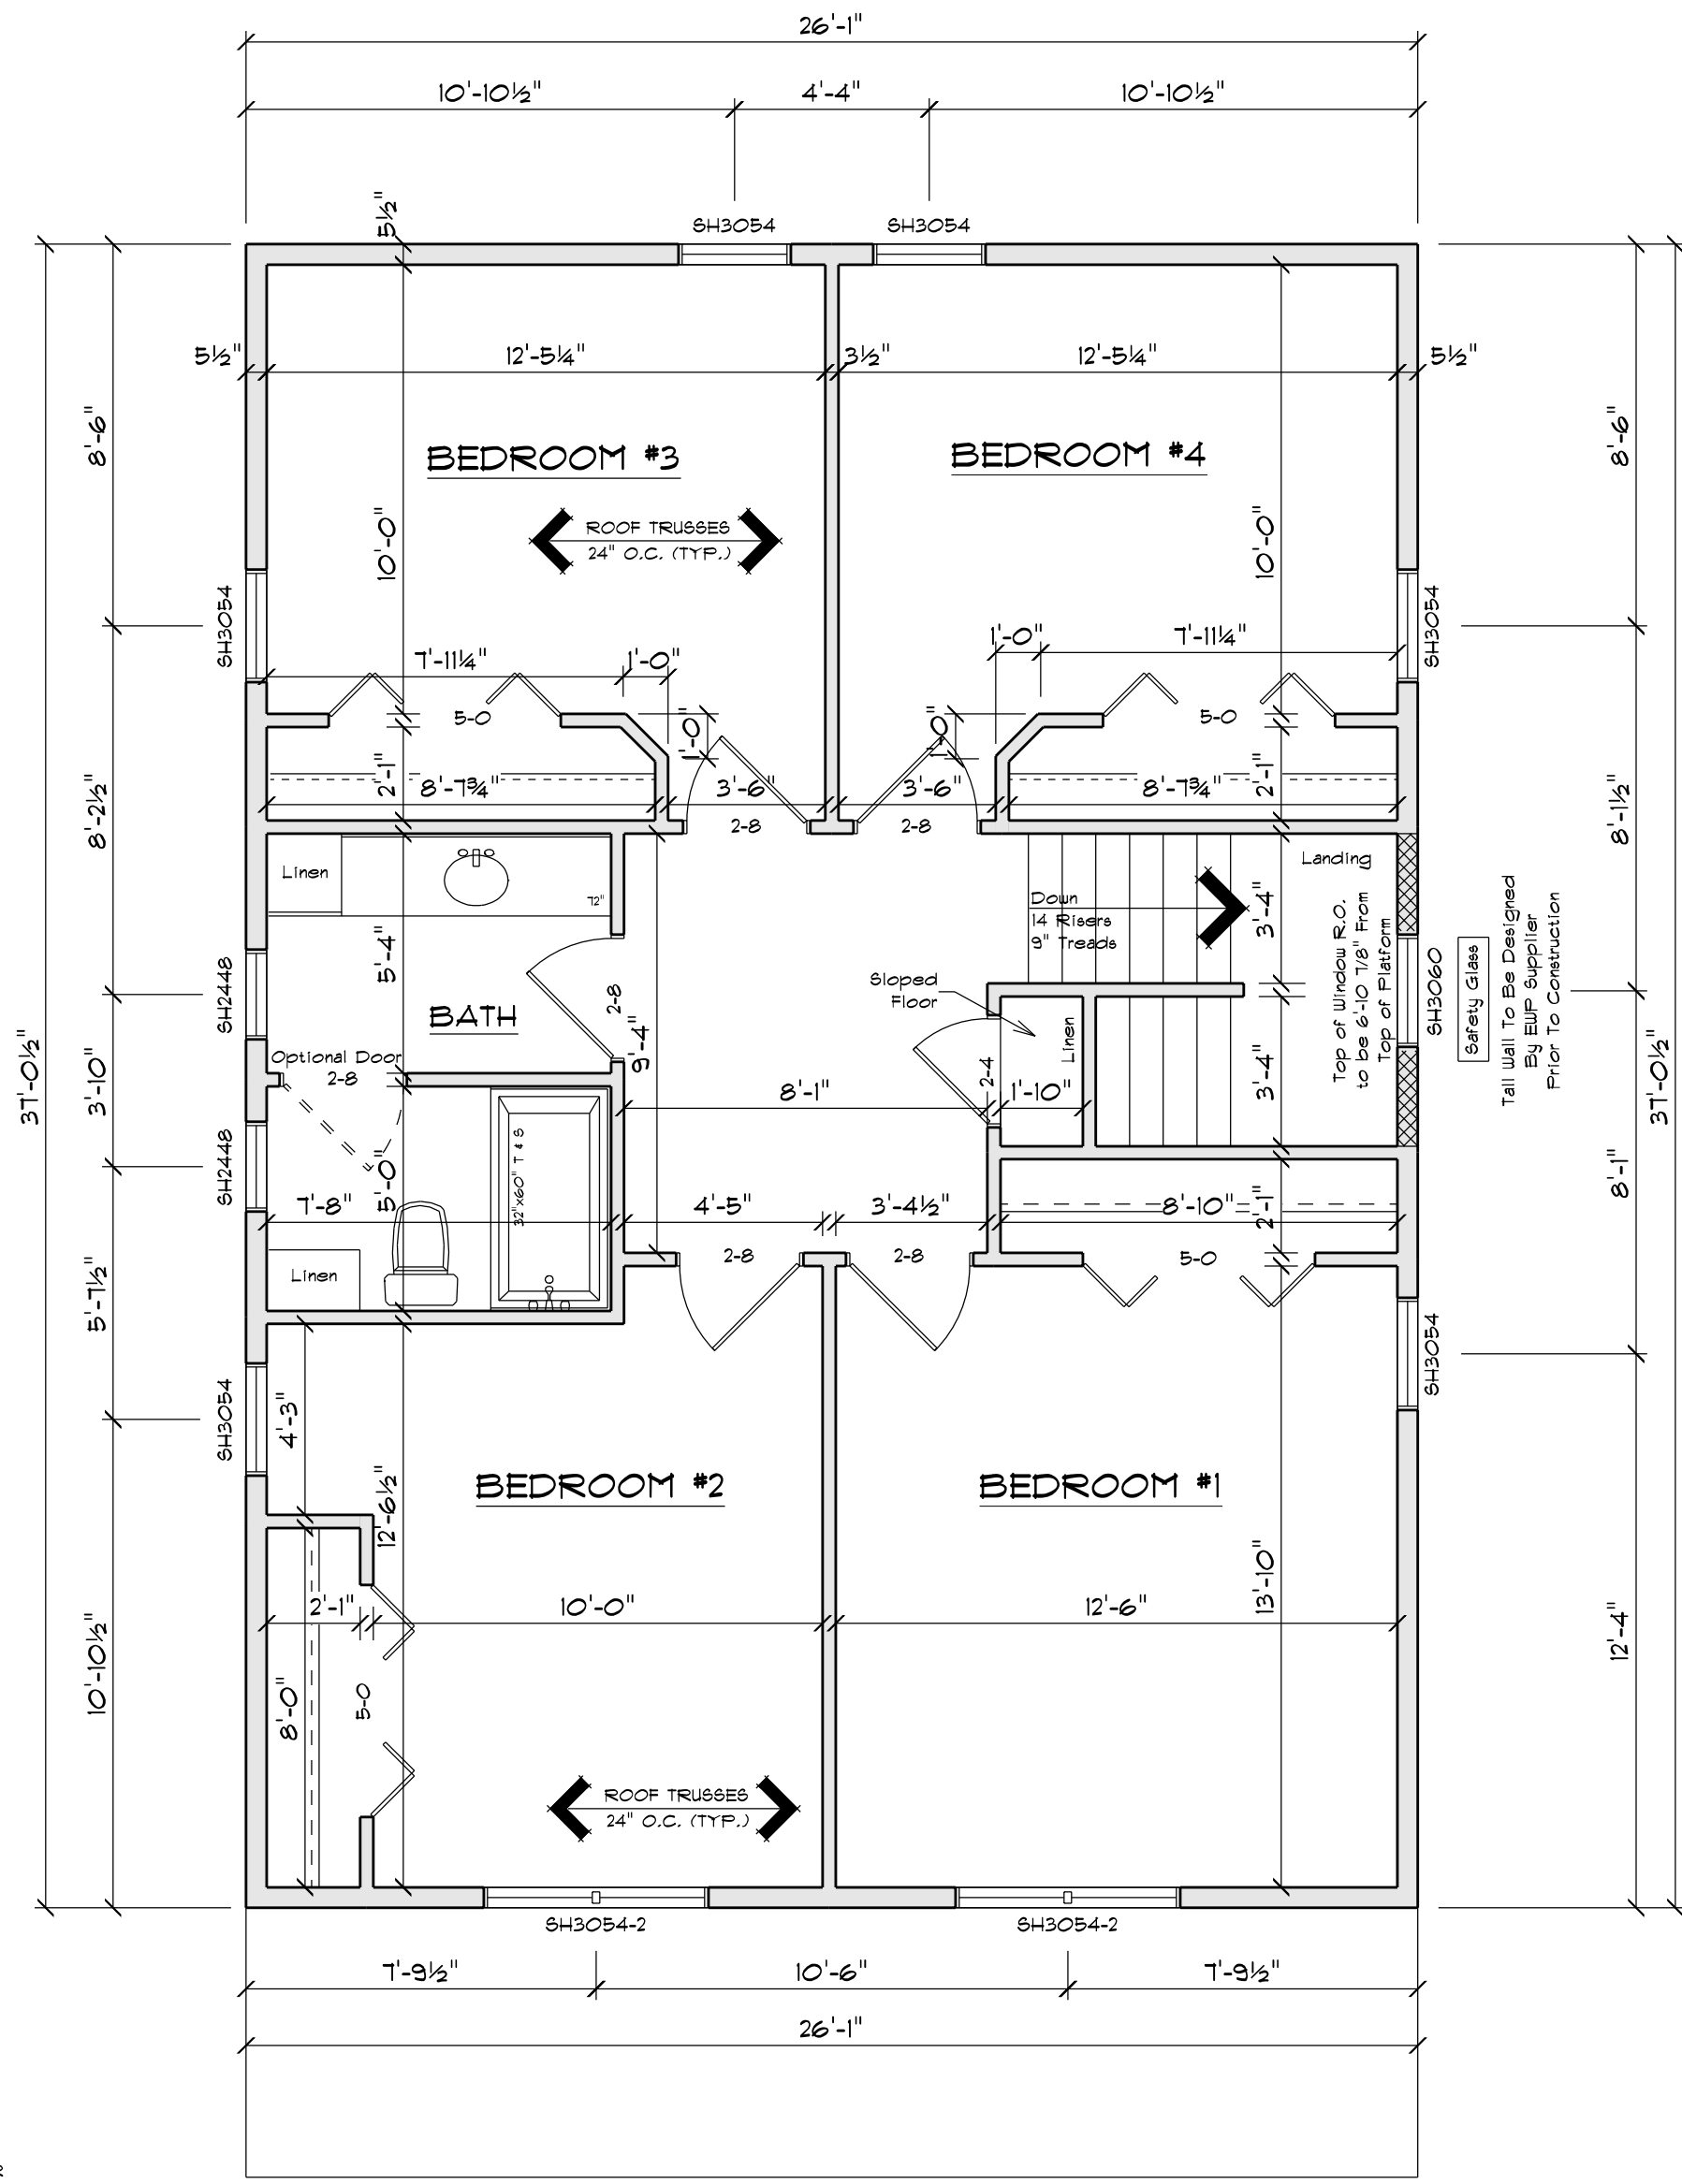 26'-1"
10'-10½"
4'-4"
10'-10½"
5½"
SH3054
SH3054
5½"
12'-5¼"
3½"
12'-5¼"
5½"
8'-6"
8'-6"
BEDROOM #3
BEDROOM #4
ROOF TRUSSES
24" O.C. (TYP.)
10'-0"
10'-0"
SH3054
SH3054
7'-11¼"
1'-0"
1'-0"
7'-11¼"
5-0
1'-0"
1'-0"
5-0
2'-1"
8'-7¾"
3'-6"
3'-6"
8'-7¾"
2'-1"
2-8
2-8
8'-2½"
8'-1½"
Linen
72"
Down
14 Risers
9" Treads
Landing
3'-4"
Top of Window R.O.
to be 6'-10 7/8" From
Top of Platform
SH3060
Safety Glass
Tall Wall To Be Designed
By EWP Supplier
Prior To Construction
5'-4"
SH2448
BATH
2-8
Sloped
Floor
Linen
2-4
9'-4"
Optional Door
2-8
8'-1"
1'-10"
3'-4"
37'-0½"
37'-0½"
3'-10"
SH2448
5'-0"
32"x60" T & S
7'-8"
4'-5"
3'-4½"
8'-10"
2'-1"
8'-1"
2-8
2-8
5-0
Linen
5'-7½"
SH3054
4'-3"
SH3054
12'-6½"
BEDROOM #2
BEDROOM #1
2'-1"
10'-0"
12'-6"
13'-10"
12'-4"
10'-10½"
8'-0"
5-0
ROOF TRUSSES
24" O.C. (TYP.)
SH3054-2
SH3054-2
7'-9½"
10'-6"
7'-9½"
26'-1"